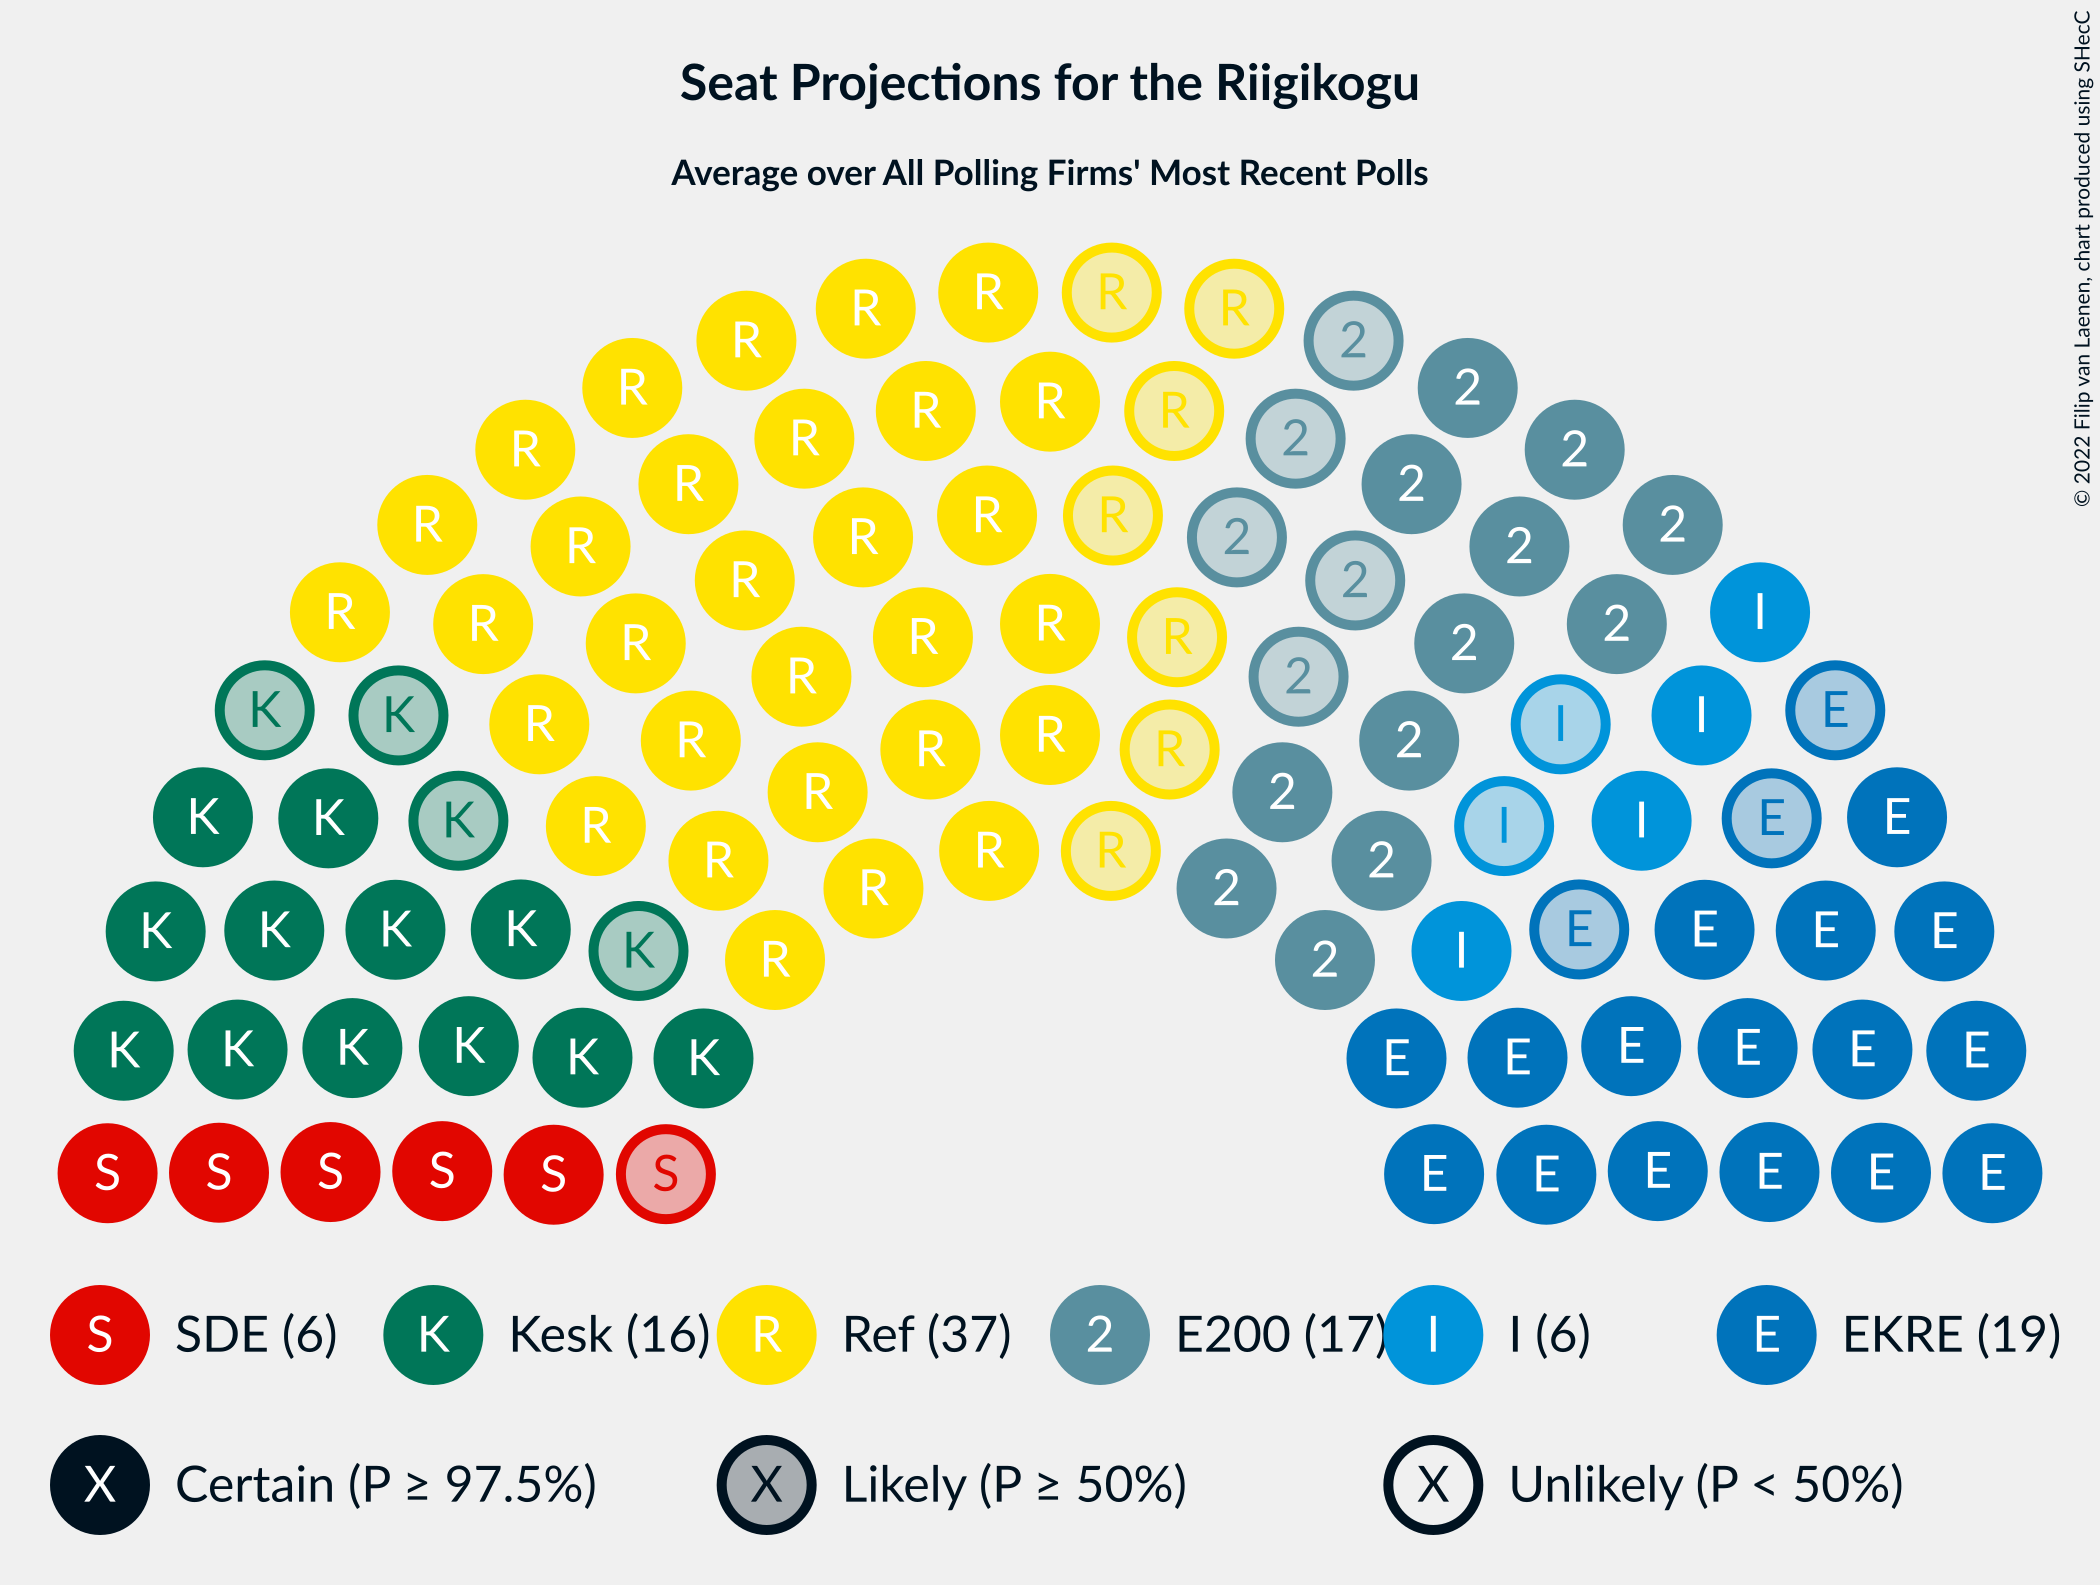 Seat Projections for the Riigikogu
Average over All Polling Firms' Most Recent Polls
© 2022 Filip van Laenen, chart produced using SHecC
R R R R 2
R R 2
R R R R R 2
R R 2 2
R R R 2 2
R R R 2 2
R R R 2 2
R R R R I
R R R 2 2
K K R R 2 I I E
R R R R 2
K K K R R 2 I I E E
R R R 2 2
K K K K K R 2 I E E E E
K K K K K K E E E E E E
S S S S S S E E E E E E
S SDE (6) K Kesk (16) R Ref (37) 2 E200 (17) I I (6) E EKRE (19)
X Certain (P ≥ 97.5%) X Likely (P ≥ 50%) X Unlikely (P < 50%)